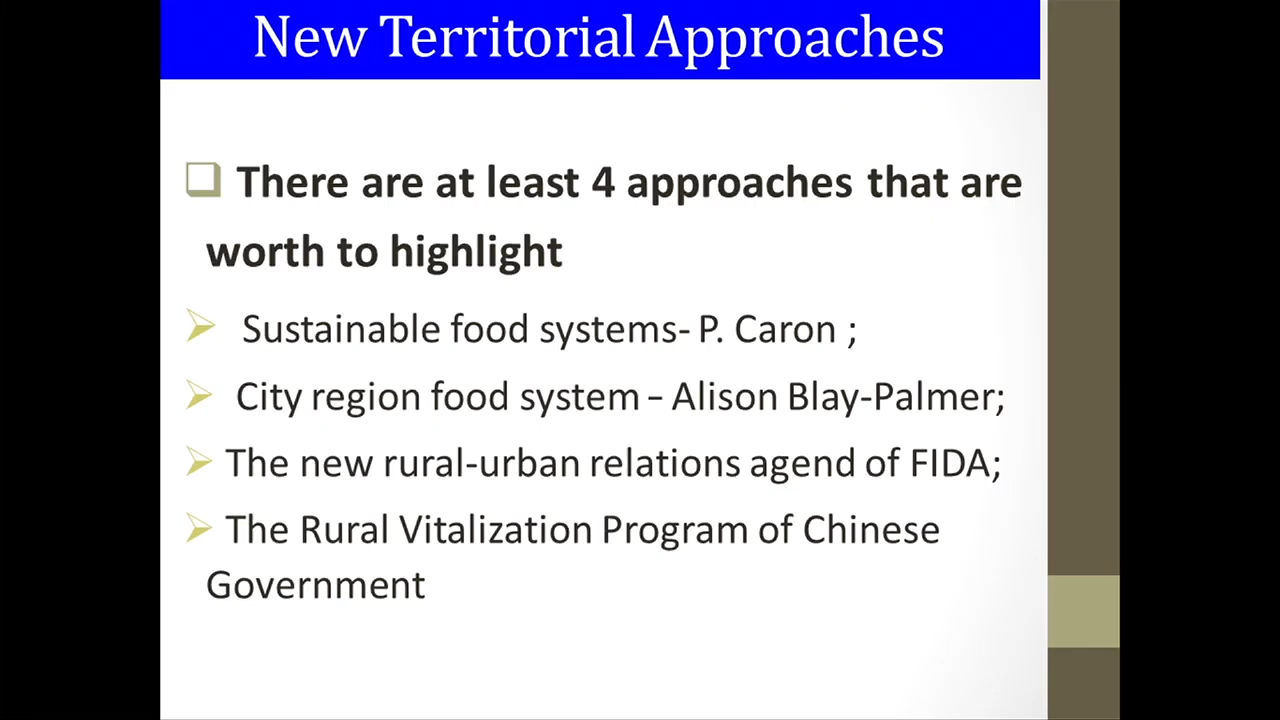 New Territorial Approaches
There are at least 4 approaches that are
worth to highlight
Sustainable food systems- P. Caron ;
City region food system – Alison Blay-Palmer;
The new rural-urban relations agend of FIDA;
The Rural Vitalization Program of Chinese
Government